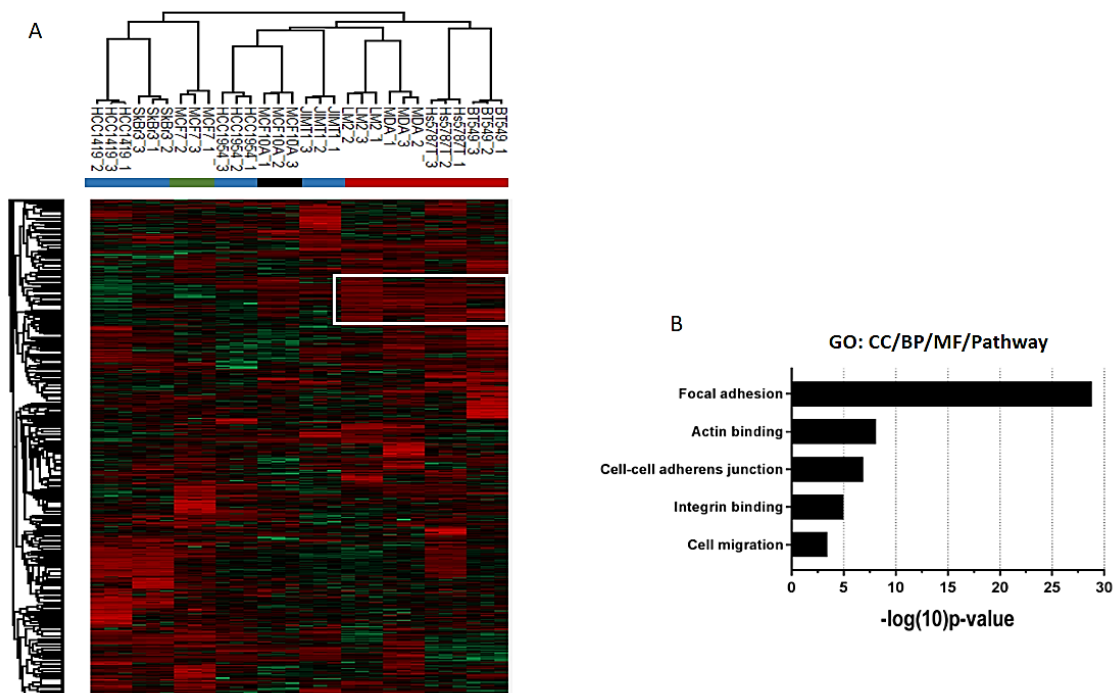 A
HCC1419_2
HCC1419_3
HCC1419_1
SkBr3_3
SkBr3_1
SkBr3_2
MCF7_2
MCF7_3
MCF7_1
HCC1954_3
HCC1954_2
HCC1954_1
MCF10A_1
MCF10A_2
MCF10A_3
JIMT1_3
JIMT1_2
JIMT1_1
LM2_2
LM2_3
LM2_1
MDA_1
MDA_3
MDA_2
Hs578T_3
Hs578T_2
Hs578T_1
BT549_3
BT549_2
BT549_1
B
GO: CC/BP/MF/Pathway
Focal adhesion
Actin binding
Cell-cell adherens junction
Integrin binding
Cell migration
0 5 10 15 20 25 30
-log(10)p-value